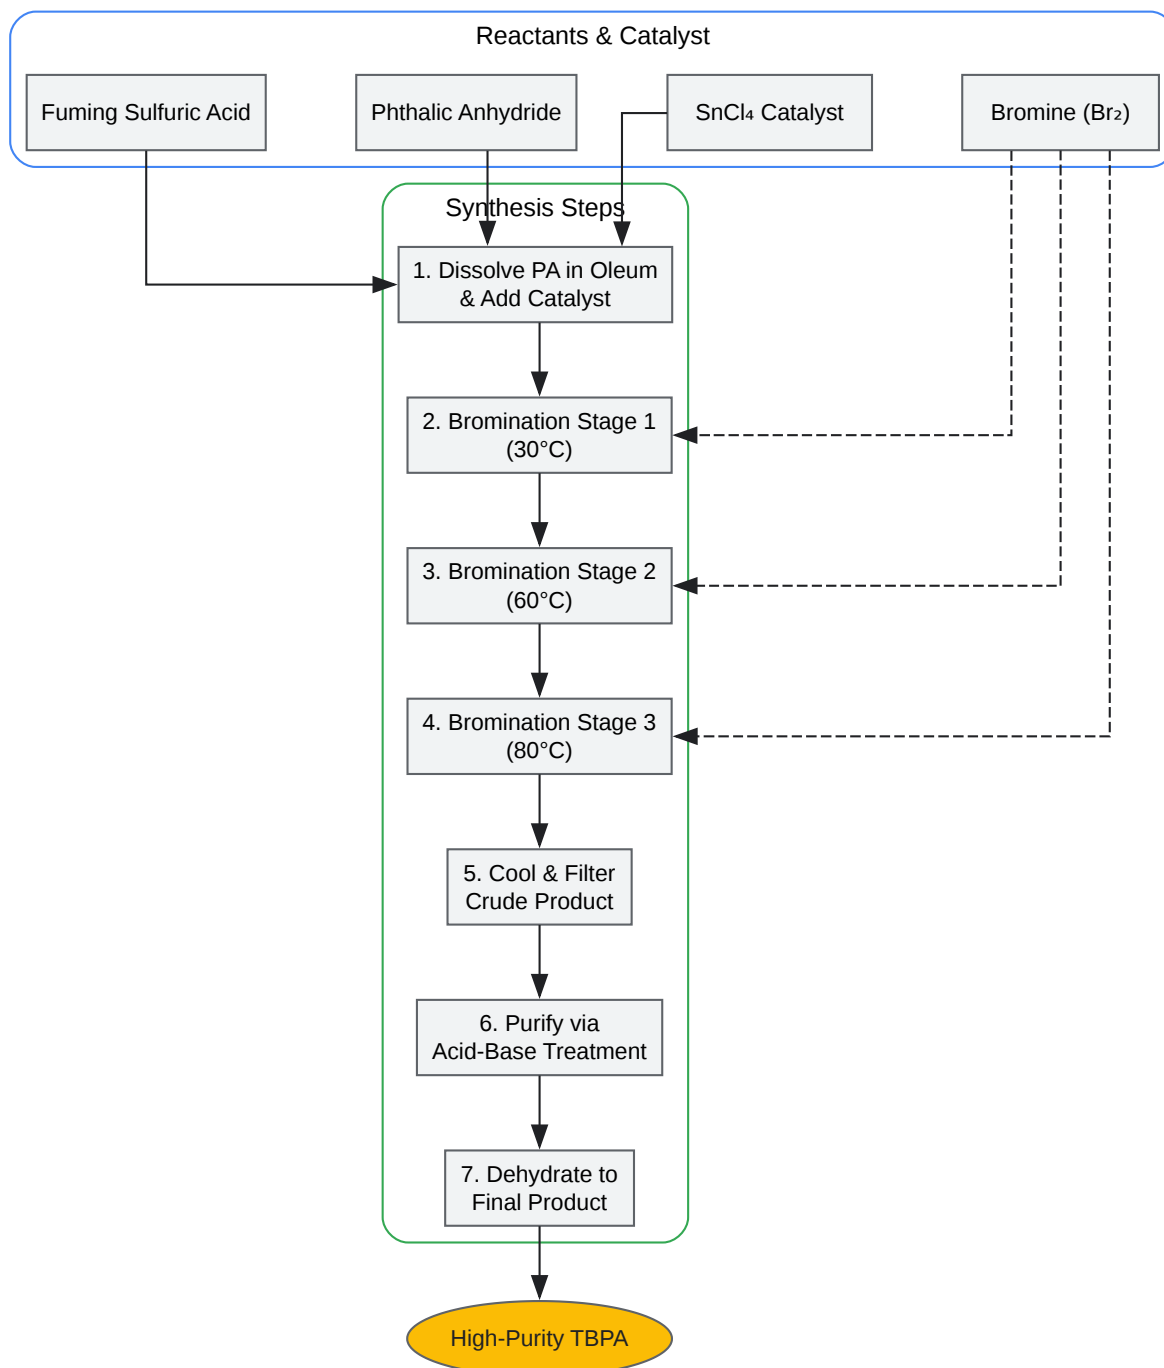 Reactants & Catalyst
Fuming Sulfuric Acid
Phthalic Anhydride
SnCl₄ Catalyst
Bromine (Br₂)
Synthesis Steps
1. Dissolve PA in Oleum
& Add Catalyst
2. Bromination Stage 1
(30°C)
3. Bromination Stage 2
(60°C)
4. Bromination Stage 3
(80°C)
5. Cool & Filter
Crude Product
6. Purify via
Acid-Base Treatment
7. Dehydrate to
Final Product
High-Purity TBPA